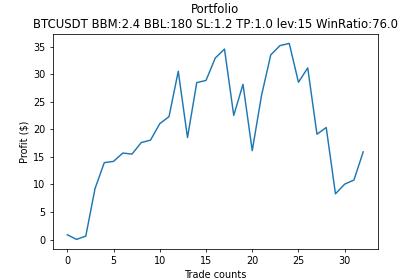 Portfolio
BTCUSDT BBM:2.4 BBL:180 SL:1.2 TP:1.0 lev:15 WinRatio:76.0
35
30
25
20
15
10
5
0
Profit ($)
0 5 10 15 20 25 30
Trade counts